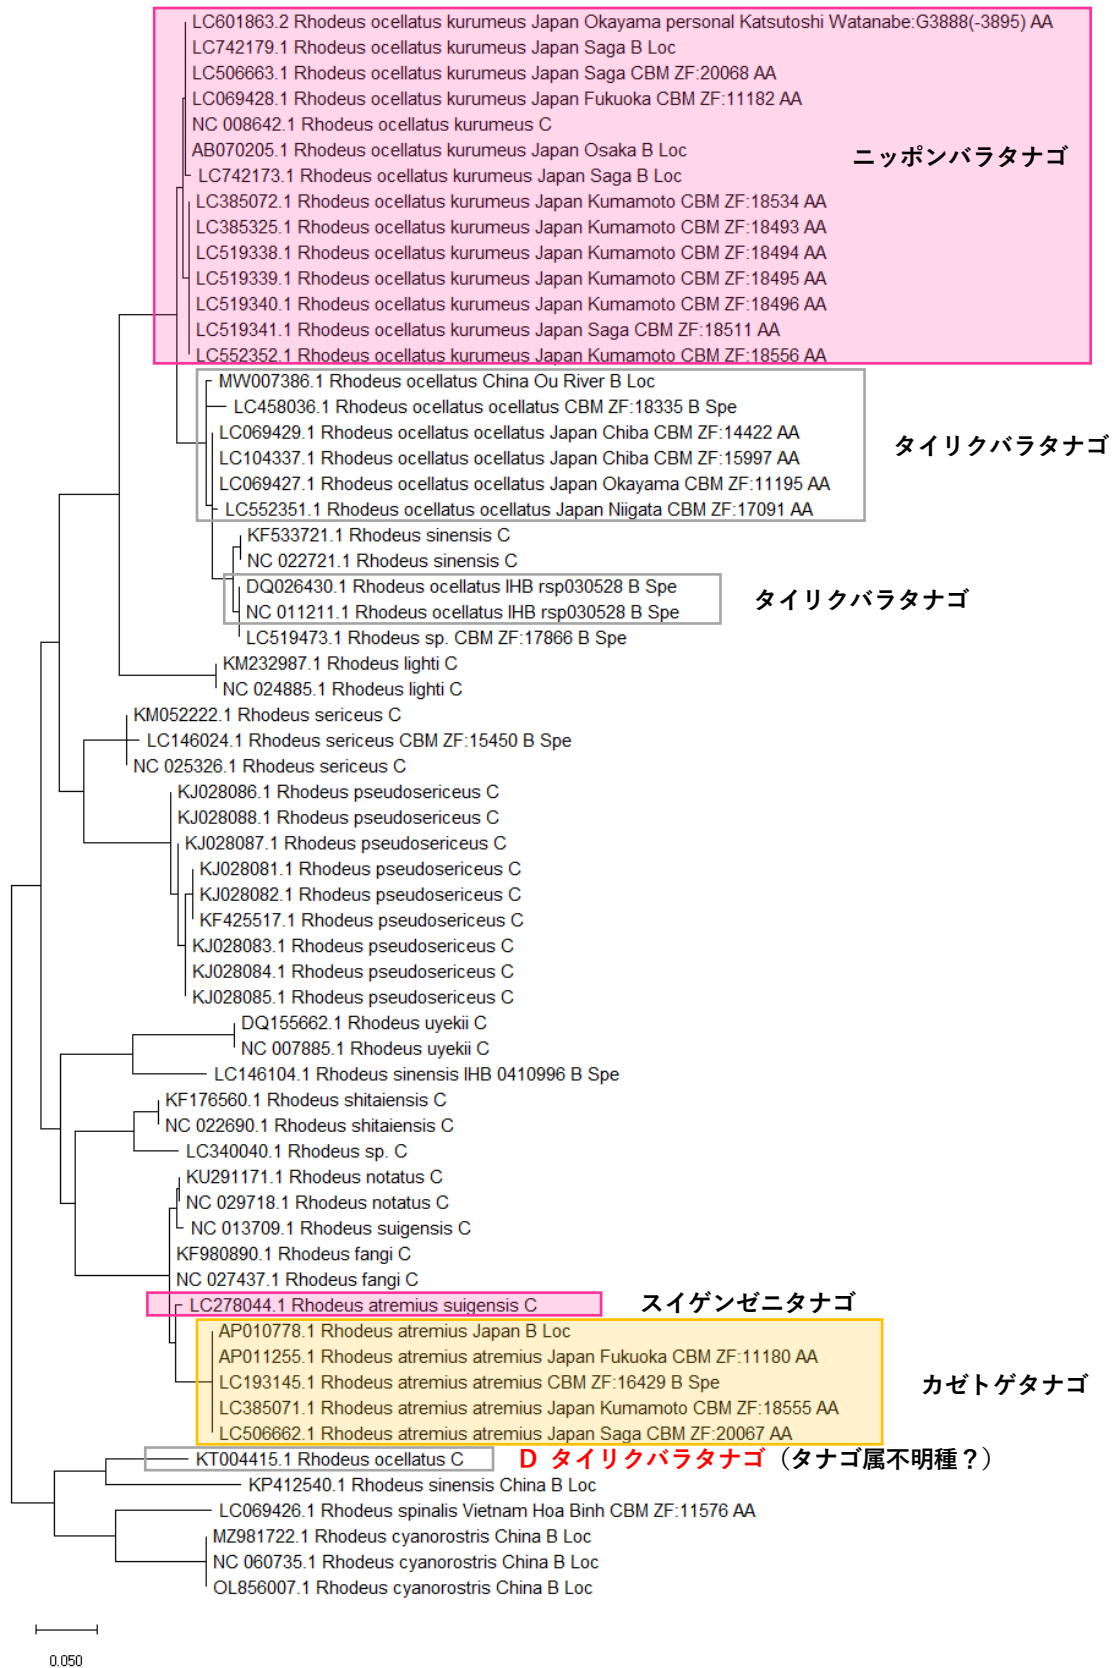 LC601863.2 Rhodeus ocellatus kurumeus Japan Okayama personal Katsutoshi Watanabe:G3888(-3895) AA
LC742179.1 Rhodeus ocellatus kurumeus Japan Saga B Loc
LC506663.1 Rhodeus ocellatus kurumeus Japan Saga CBM ZF:20068 AA
LC069428.1 Rhodeus ocellatus kurumeus Japan Fukuoka CBM ZF:11182 AA
NC 008642.1 Rhodeus ocellatus kurumeus C
AB070205.1 Rhodeus ocellatus kurumeus Japan Osaka B Loc
ニッポンバラタナゴ
LC742173.1 Rhodeus ocellatus kurumeus Japan Saga B Loc
LC385072.1 Rhodeus ocellatus kurumeus Japan Kumamoto CBM ZF:18534 AA
LC385325.1 Rhodeus ocellatus kurumeus Japan Kumamoto CBM ZF:18493 AA
LC519338.1 Rhodeus ocellatus kurumeus Japan Kumamoto CBM ZF:18494 AA
LC519339.1 Rhodeus ocellatus kurumeus Japan Kumamoto CBM ZF:18495 AA
LC519340.1 Rhodeus ocellatus kurumeus Japan Kumamoto CBM ZF:18496 AA
LC519341.1 Rhodeus ocellatus kurumeus Japan Saga CBM ZF:18511 AA
LC552352.1 Rhodeus ocellatus kurumeus Japan Kumamoto CBM ZF:18556 AA
MW007386.1 Rhodeus ocellatus China Ou River B Loc
LC458036.1 Rhodeus ocellatus ocellatus CBM ZF:18335 B Spe
LC069429.1 Rhodeus ocellatus ocellatus Japan Chiba CBM ZF:14422 AA
タイリクバラタナゴ
LC104337.1 Rhodeus ocellatus ocellatus Japan Chiba CBM ZF:15997 AA
LC069427.1 Rhodeus ocellatus ocellatus Japan Okayama CBM ZF:11195 AA
LC552351.1 Rhodeus ocellatus ocellatus Japan Niigata CBM ZF:17091 AA
KF533721.1 Rhodeus sinensis C
NC 022721.1 Rhodeus sinensis C
DQ026430.1 Rhodeus ocellatus IHB rsp030528 B Spe
タイリクバラタナゴ
NC 011211.1 Rhodeus ocellatus IHB rsp030528 B Spe
LC519473.1 Rhodeus sp. CBM ZF:17866 B Spe
KM232987.1 Rhodeus lighti C
NC 024885.1 Rhodeus lighti C
KM052222.1 Rhodeus sericeus C
LC146024.1 Rhodeus sericeus CBM ZF:15450 B Spe
NC 025326.1 Rhodeus sericeus C
KJ028086.1 Rhodeus pseudosericeus C
KJ028088.1 Rhodeus pseudosericeus C
KJ028087.1 Rhodeus pseudosericeus C
KJ028081.1 Rhodeus pseudosericeus C
KJ028082.1 Rhodeus pseudosericeus C
KF425517.1 Rhodeus pseudosericeus C
KJ028083.1 Rhodeus pseudosericeus C
KJ028084.1 Rhodeus pseudosericeus C
KJ028085.1 Rhodeus pseudosericeus C
DQ155662.1 Rhodeus uyekii C
NC 007885.1 Rhodeus uyekii C
LC146104.1 Rhodeus sinensis IHB 0410996 B Spe
KF176560.1 Rhodeus shitaiensis C
NC 022690.1 Rhodeus shitaiensis C
LC340040.1 Rhodeus sp. C
KU291171.1 Rhodeus notatus C
NC 029718.1 Rhodeus notatus C
NC 013709.1 Rhodeus suigensis C
KF980890.1 Rhodeus fangi C
NC 027437.1 Rhodeus fangi C
LC278044.1 Rhodeus atremius suigensis C スイゲンゼニタナゴ
AP010778.1 Rhodeus atremius Japan B Loc
AP011255.1 Rhodeus atremius atremius Japan Fukuoka CBM ZF:11180 AA
LC193145.1 Rhodeus atremius atremius CBM ZF:16429 B Spe カゼトゲタナゴ
LC385071.1 Rhodeus atremius atremius Japan Kumamoto CBM ZF:18555 AA
LC506662.1 Rhodeus atremius atremius Japan Saga CBM ZF:20067 AA
KT004415.1 Rhodeus ocellatus C D タイリクバラタナゴ（タナゴ属不明種？）
KP412540.1 Rhodeus sinensis China B Loc
LC069426.1 Rhodeus spinalis Vietnam Hoa Binh CBM ZF:11576 AA
MZ981722.1 Rhodeus cyanorostris China B Loc
NC 060735.1 Rhodeus cyanorostris China B Loc
OL856007.1 Rhodeus cyanorostris China B Loc
0.050